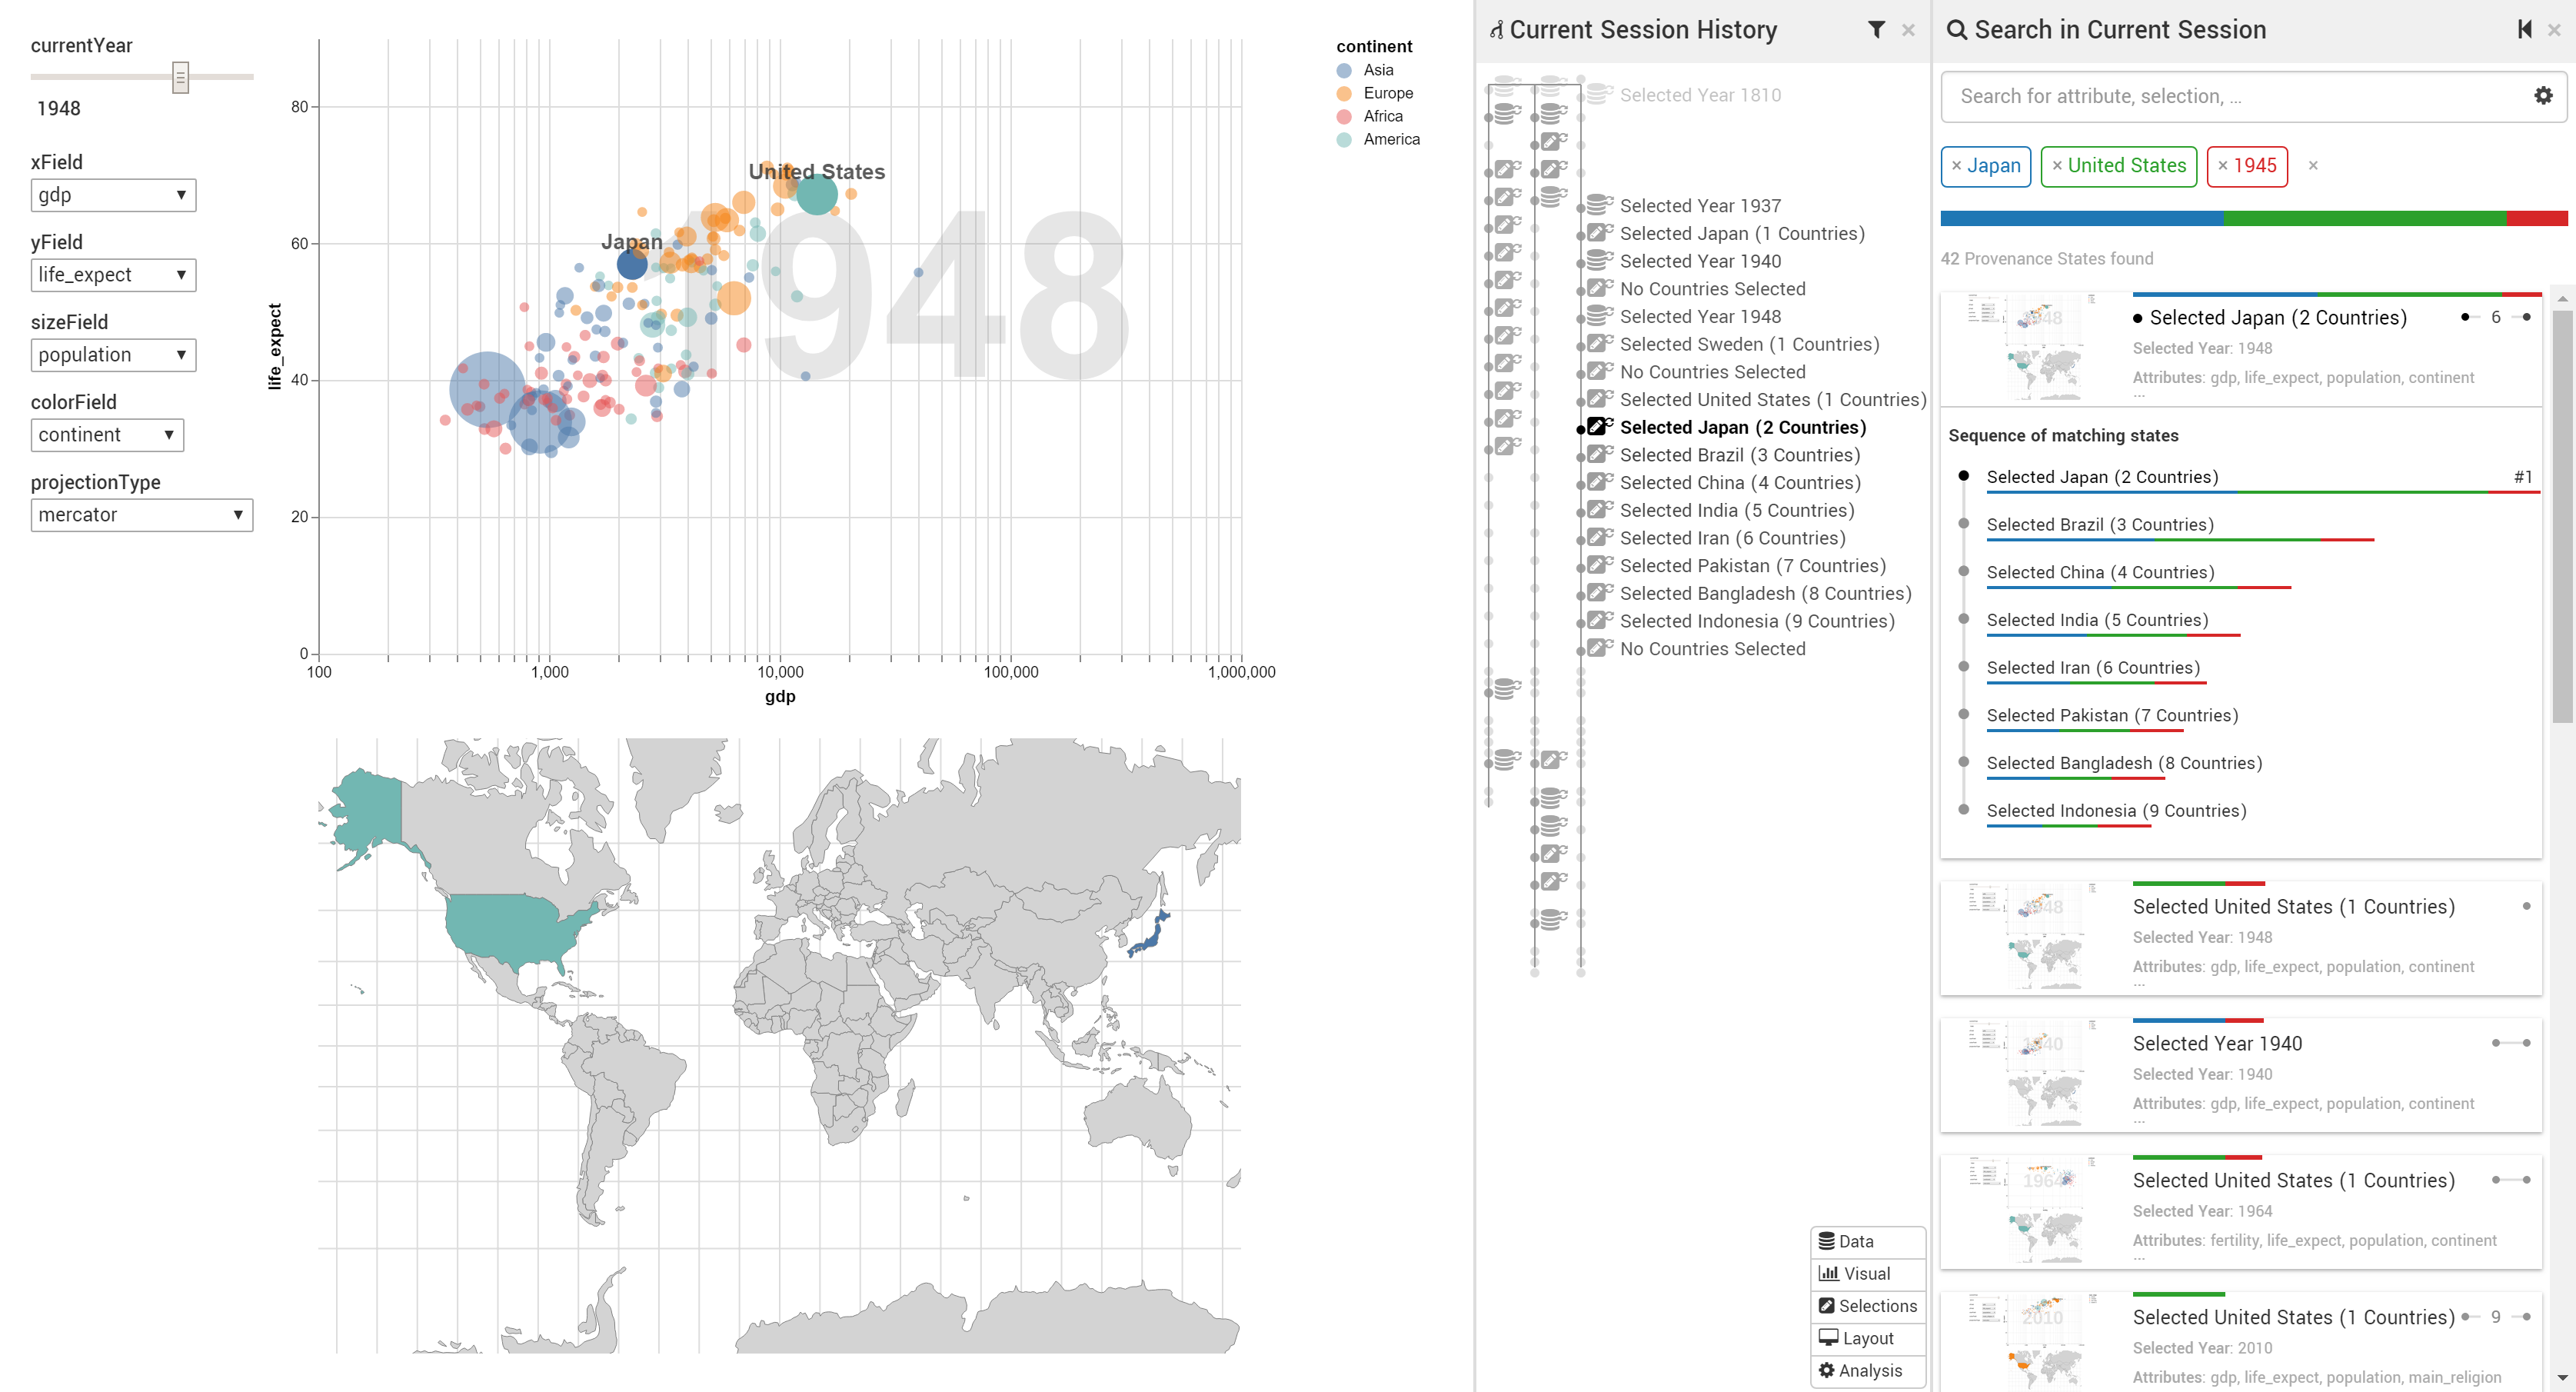 currentYear
1948
xField
gdp
yField
life_expect
sizeField
population
colorField
continent
projectionType
mercator
1948
United States
Japan
life_expect
80
60
40
20
0
100
1,000
10,000
100,000
1,000,000
gdp
continent
Asia
Europe
Africa
America
Current Session History
Selected Year 1810
Selected Year 1937
Selected Japan (1 Countries)
Selected Year 1940
No Countries Selected
Selected Year 1948
Selected Sweden (1 Countries)
No Countries Selected
Selected United States (1 Countries)
Selected Japan (2 Countries)
Selected Brazil (3 Countries)
Selected China (4 Countries)
Selected India (5 Countries)
Selected Iran (6 Countries)
Selected Pakistan (7 Countries)
Selected Bangladesh (8 Countries)
Selected Indonesia (9 Countries)
No Countries Selected
Data
Visual
Selections
Layout
Analysis
Search in Current Session
Search for attribute, selection, ...
× Japan
× United States
× 1945
42 Provenance States found
Selected Japan (2 Countries) 6
Selected Year: 1948
Attributes: gdp, life_expect, population, continent
...
Sequence of matching states
Selected Japan (2 Countries) #1
Selected Brazil (3 Countries)
Selected China (4 Countries)
Selected India (5 Countries)
Selected Iran (6 Countries)
Selected Pakistan (7 Countries)
Selected Bangladesh (8 Countries)
Selected Indonesia (9 Countries)
Selected United States (1 Countries)
Selected Year: 1948
Attributes: gdp, life_expect, population, continent
...
Selected Year 1940
Selected Year: 1940
Attributes: gdp, life_expect, population, continent
...
1964
Selected United States (1 Countries)
Selected Year: 1964
Attributes: fertility, life_expect, population, continent
...
2010
Selected United States (1 Countries) 9
Selected Year: 2010
Attributes: gdp, life_expect, population, main_religion